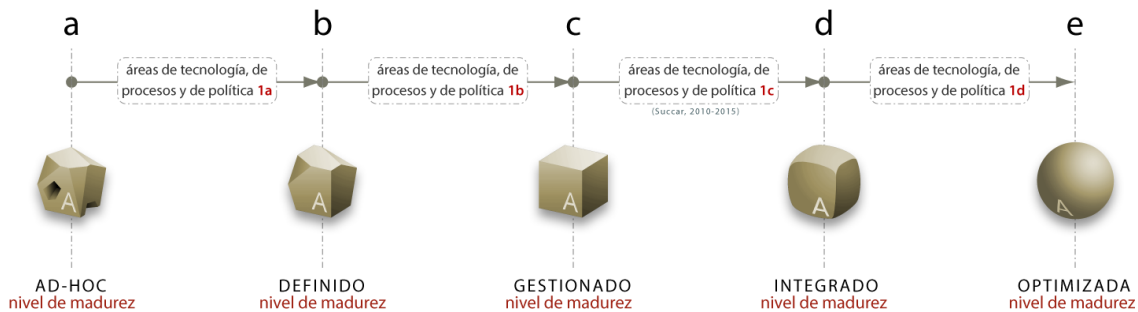 a
b
c
d
e
áreas de tecnología, de
procesos y de política 1a
áreas de tecnología, de
procesos y de política 1b
áreas de tecnología, de
procesos y de política 1c
(Succar, 2010-2015)
áreas de tecnología, de
procesos y de política 1d
A
A
A
A
A
AD-HOC
nivel de madurez
DEFINIDO
nivel de madurez
GESTIONADO
nivel de madurez
INTEGRADO
nivel de madurez
OPTIMIZADA
nivel de madurez